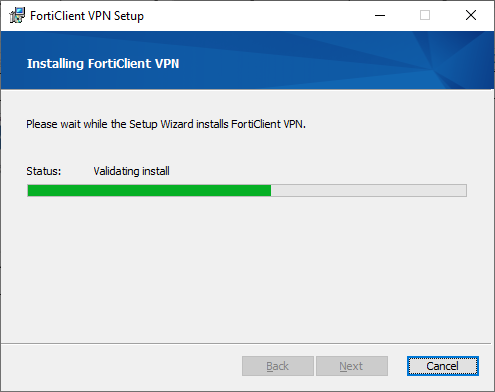 FortiClient VPN Setup
Installing FortiClient VPN
Please wait while the Setup Wizard installs FortiClient VPN.
Status: Validating install
Back Next Cancel